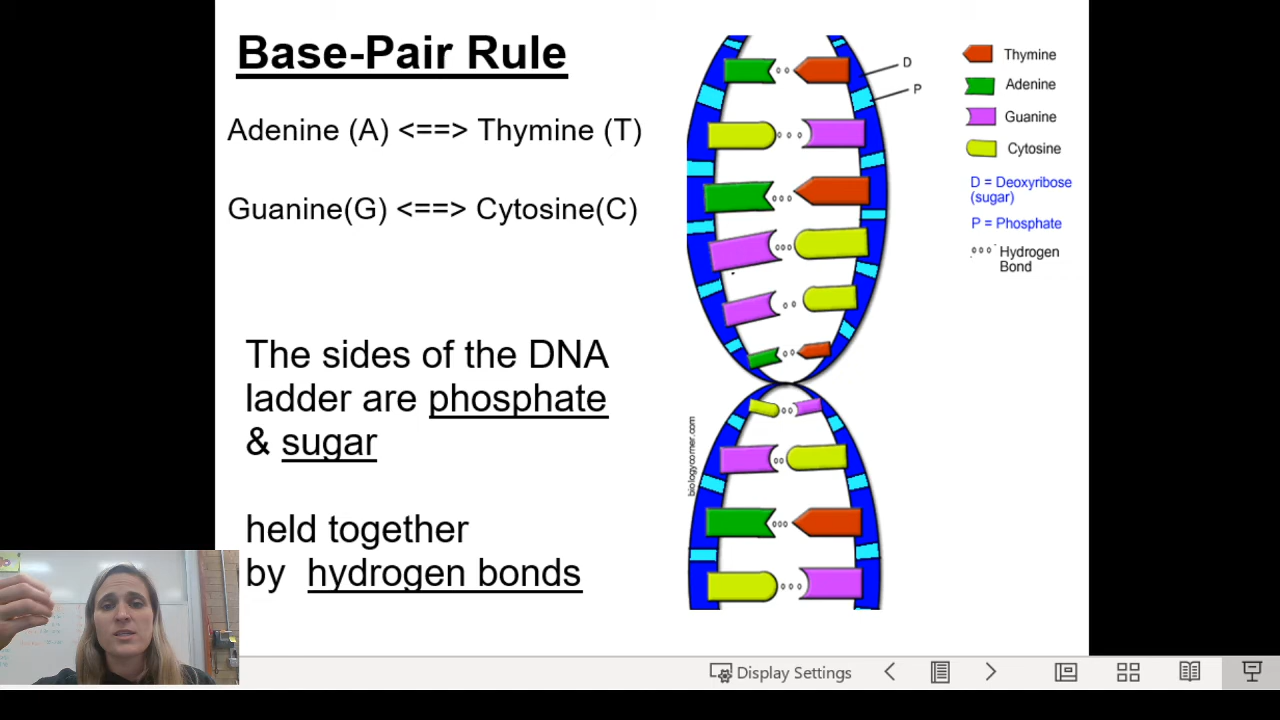 Base-Pair Rule
Adenine (A) <==> Thymine (T)
Guanine(G) <==> Cytosine(C)
The sides of the DNA
ladder are phosphate
& sugar
held together
by hydrogen bonds
D
P
Thymine
Adenine
Guanine
Cytosine
D = Deoxyribose
(sugar)
P = Phosphate
Hydrogen
Bond
biologycorner.com
Display Settings